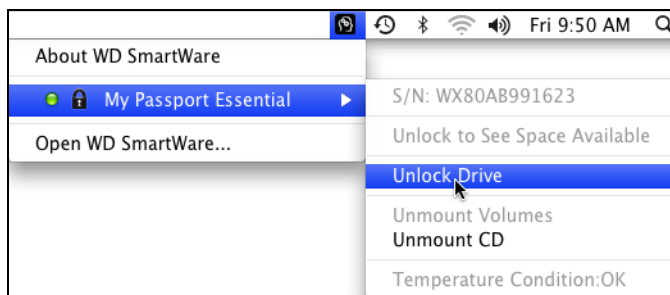 Fri 9:50 AM
About WD SmartWare
My Passport Essential
Open WD SmartWare...
S/N: WX80AB991623
Unlock to See Space Available
Unlock Drive
Unmount Volumes
Unmount CD
Temperature Condition:OK